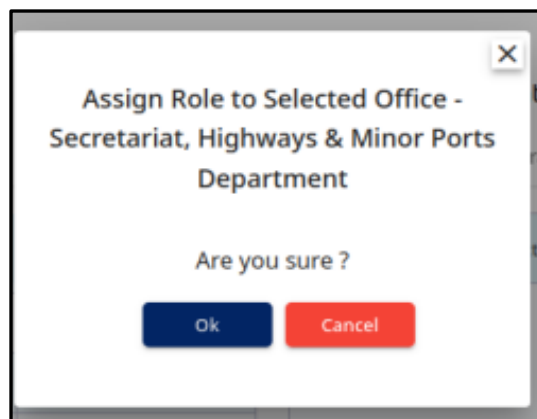 Assign Role to Selected Office -
Secretariat, Highways & Minor Ports
Department
Are you sure ?
Ok
Cancel